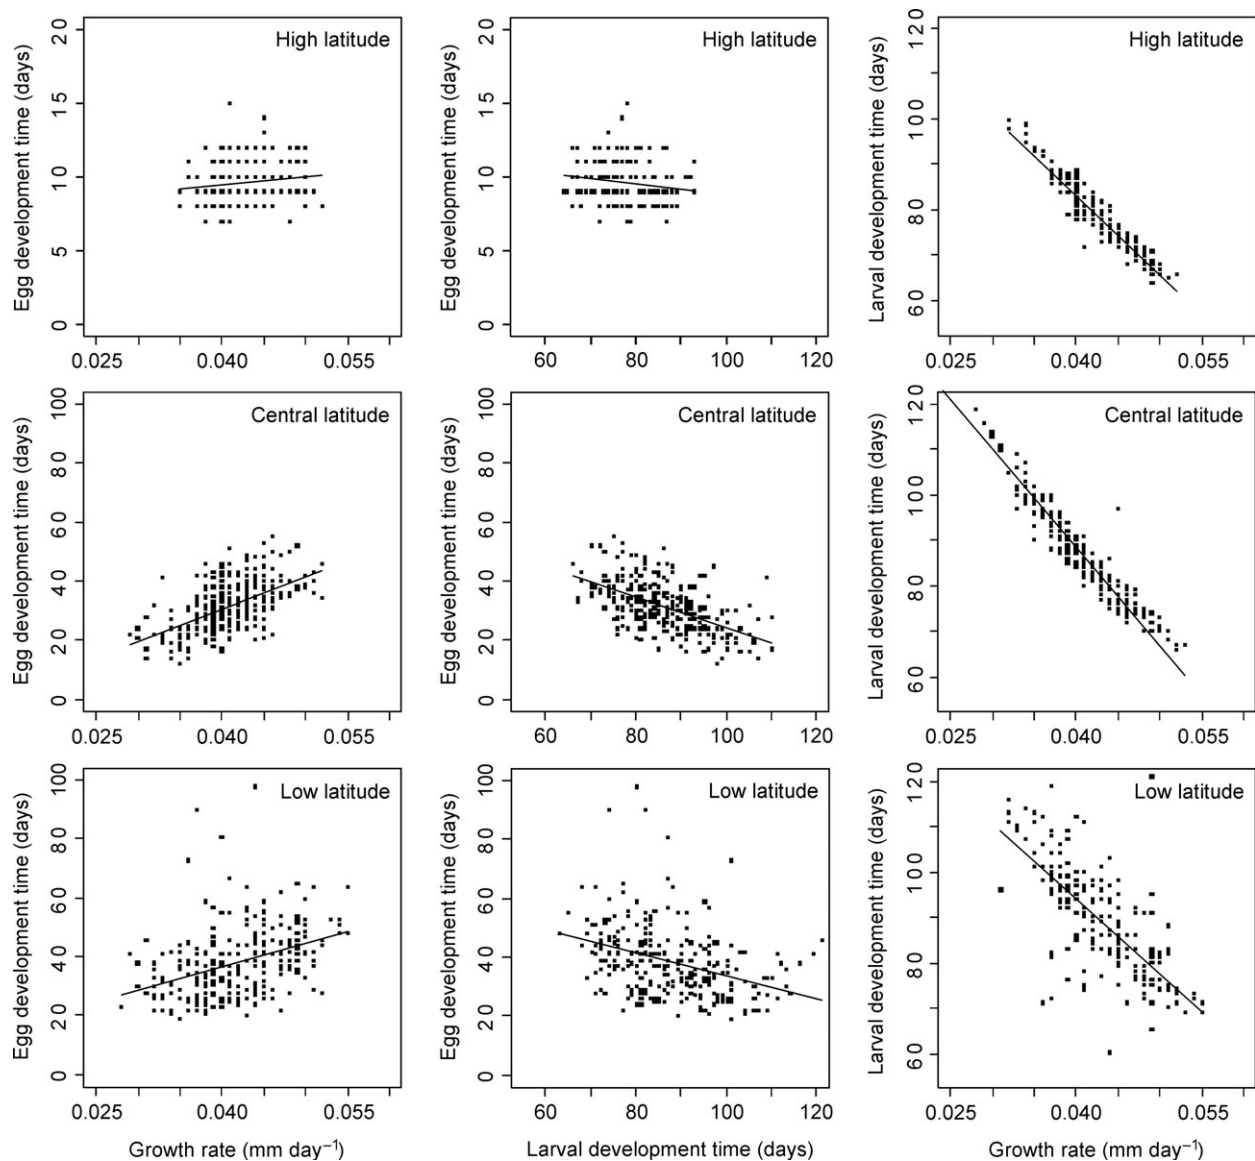 Egg development time (days)
0 5 10 15 20
High latitude
0.025 0.040 0.055
Egg development time (days)
0 5 10 15 20
High latitude
60 80 100 120
Larval development time (days)
60 80 100 120
High latitude
0.025 0.040 0.055
Egg development time (days)
0 20 40 60 80 100
Central latitude
0.025 0.040 0.055
Egg development time (days)
0 20 40 60 80 100
Central latitude
60 80 100 120
Larval development time (days)
60 80 100 120
Central latitude
0.025 0.040 0.055
Egg development time (days)
0 20 40 60 80 100
Low latitude
0.025 0.040 0.055
Growth rate (mm day⁻¹)
Egg development time (days)
0 20 40 60 80 100
Low latitude
60 80 100 120
Larval development time (days)
Larval development time (days)
60 80 100 120
Low latitude
0.025 0.040 0.055
Growth rate (mm day⁻¹)